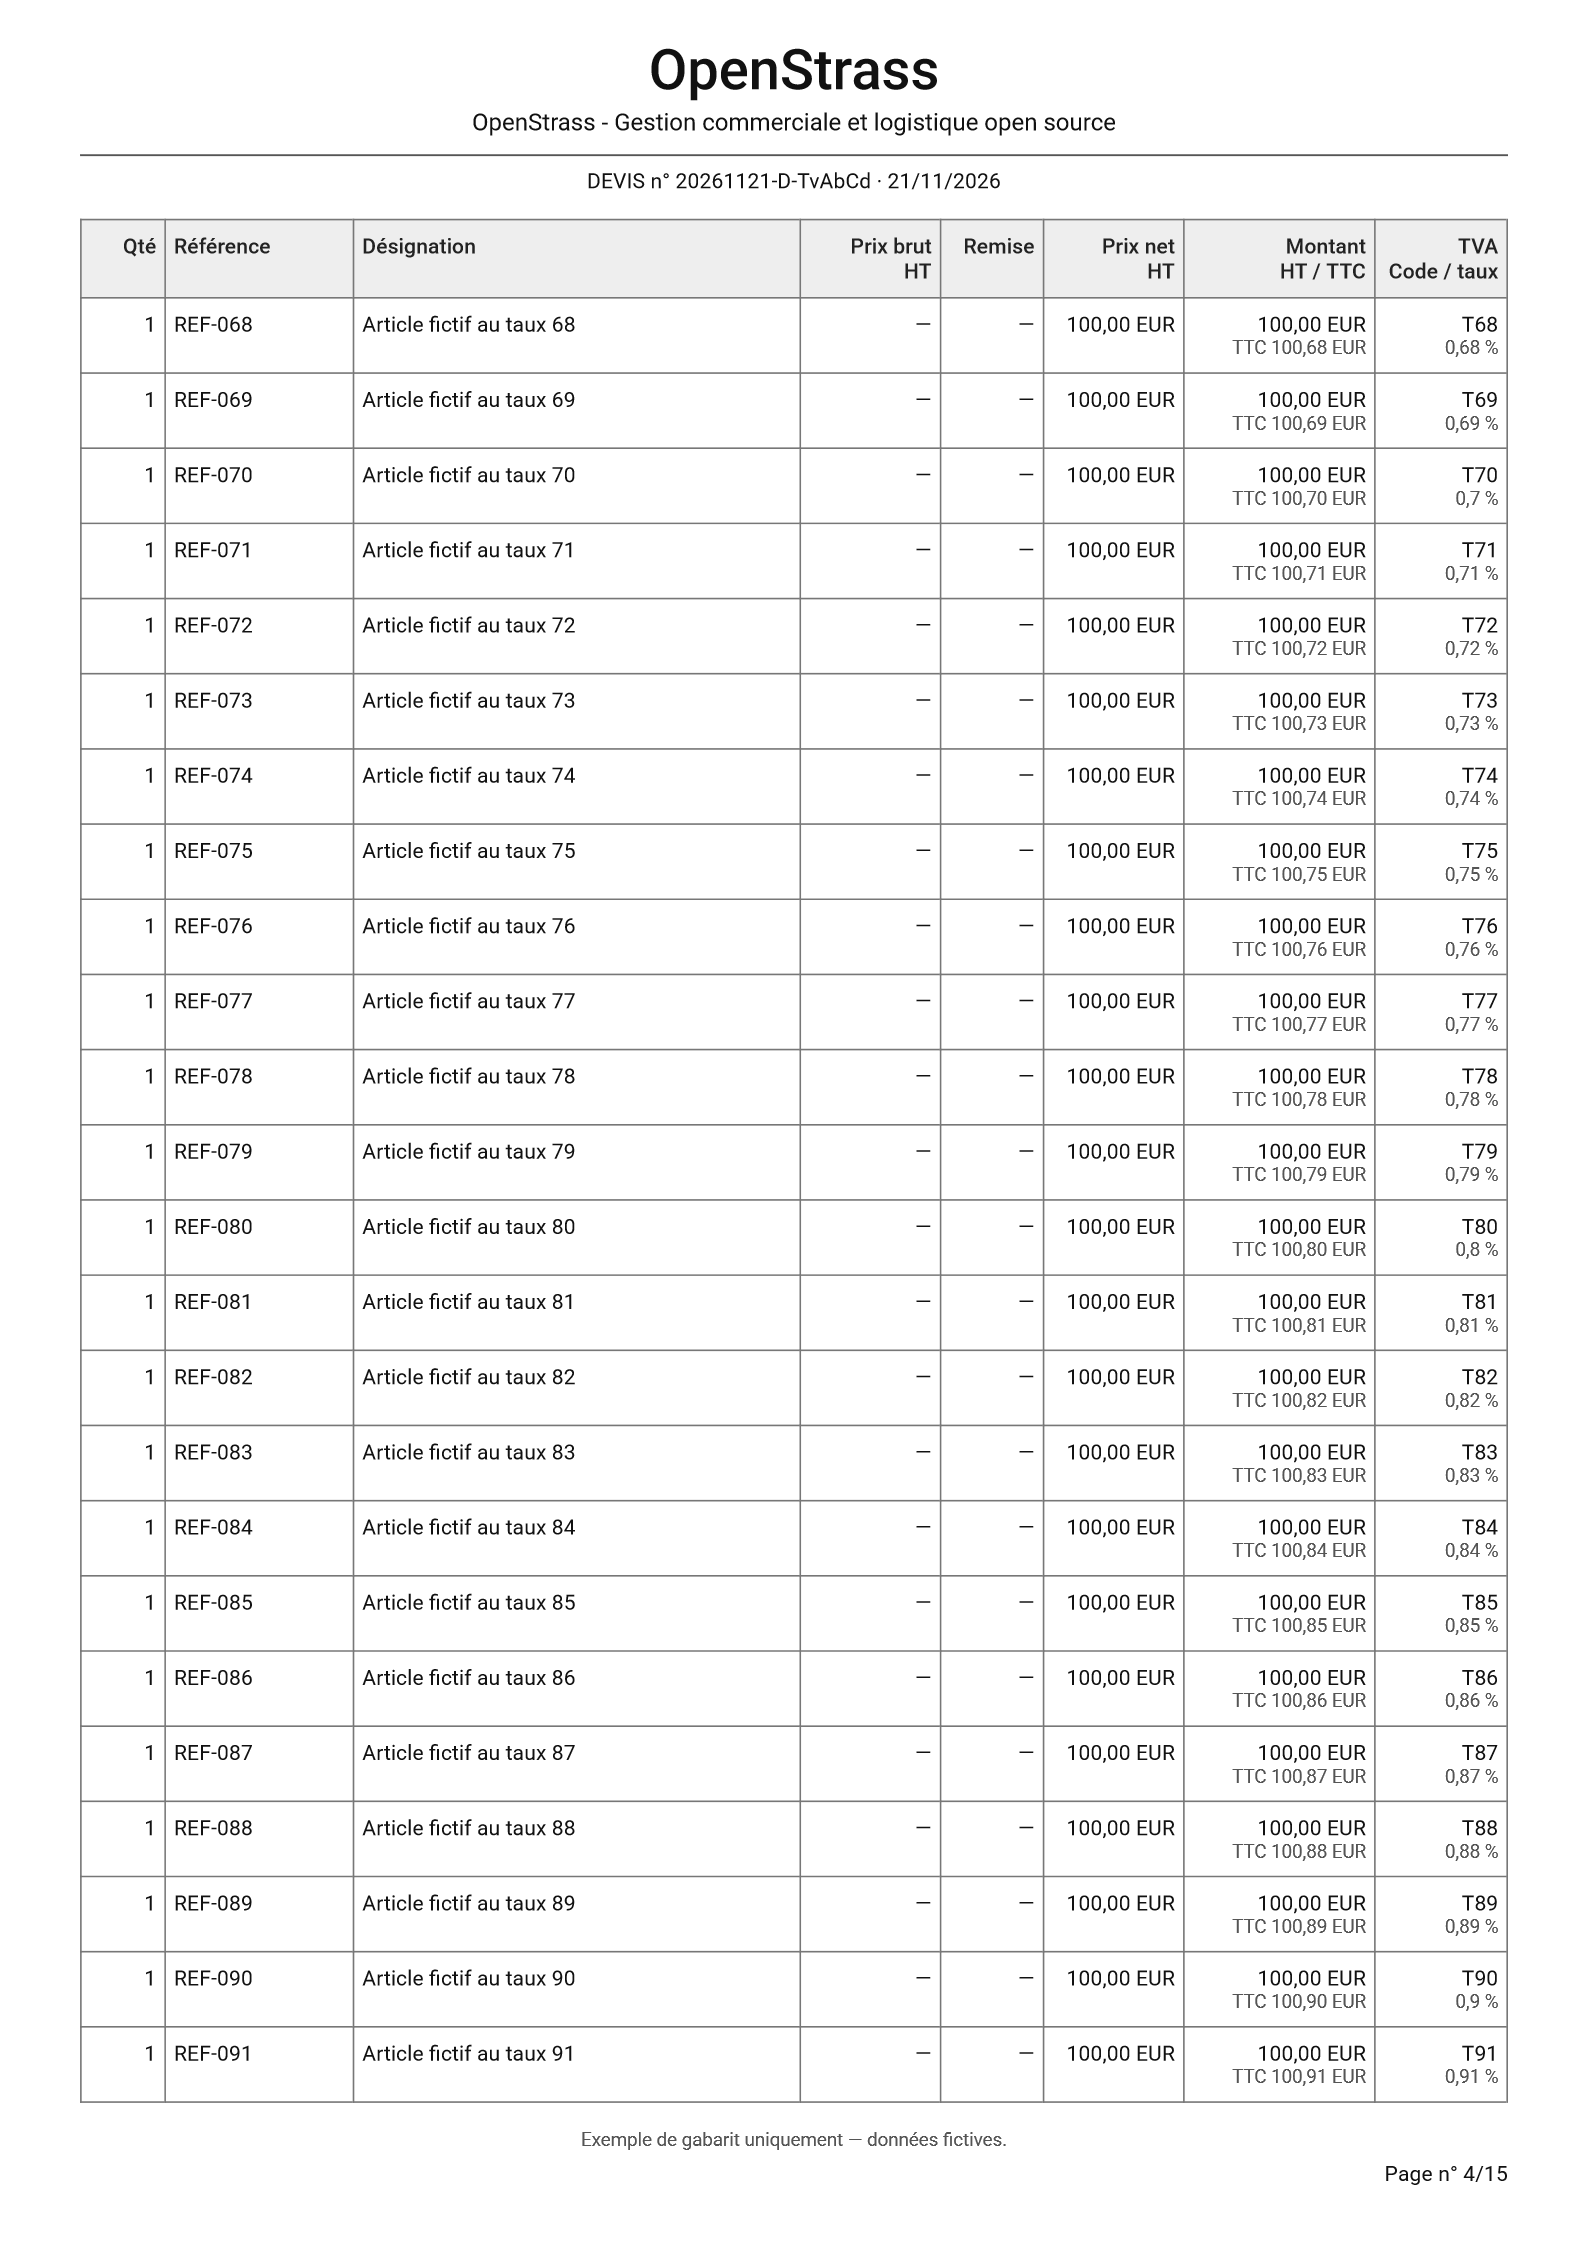 OpenStrass
OpenStrass - Gestion commerciale et logistique open source
DEVIS n° 20261121-D-TvAbCd · 21/11/2026
Qté Référence Désignation Prix brut Remise Prix net Montant TVA
HT HT HT / TTC Code / taux
1 REF-068 Article fictif au taux 68 — — 100,00 EUR 100,00 EUR T68
TTC 100,68 EUR 0,68 %
1 REF-069 Article fictif au taux 69 — — 100,00 EUR 100,00 EUR T69
TTC 100,69 EUR 0,69 %
1 REF-070 Article fictif au taux 70 — — 100,00 EUR 100,00 EUR T70
TTC 100,70 EUR 0,7 %
1 REF-071 Article fictif au taux 71 — — 100,00 EUR 100,00 EUR T71
TTC 100,71 EUR 0,71 %
1 REF-072 Article fictif au taux 72 — — 100,00 EUR 100,00 EUR T72
TTC 100,72 EUR 0,72 %
1 REF-073 Article fictif au taux 73 — — 100,00 EUR 100,00 EUR T73
TTC 100,73 EUR 0,73 %
1 REF-074 Article fictif au taux 74 — — 100,00 EUR 100,00 EUR T74
TTC 100,74 EUR 0,74 %
1 REF-075 Article fictif au taux 75 — — 100,00 EUR 100,00 EUR T75
TTC 100,75 EUR 0,75 %
1 REF-076 Article fictif au taux 76 — — 100,00 EUR 100,00 EUR T76
TTC 100,76 EUR 0,76 %
1 REF-077 Article fictif au taux 77 — — 100,00 EUR 100,00 EUR T77
TTC 100,77 EUR 0,77 %
1 REF-078 Article fictif au taux 78 — — 100,00 EUR 100,00 EUR T78
TTC 100,78 EUR 0,78 %
1 REF-079 Article fictif au taux 79 — — 100,00 EUR 100,00 EUR T79
TTC 100,79 EUR 0,79 %
1 REF-080 Article fictif au taux 80 — — 100,00 EUR 100,00 EUR T80
TTC 100,80 EUR 0,8 %
1 REF-081 Article fictif au taux 81 — — 100,00 EUR 100,00 EUR T81
TTC 100,81 EUR 0,81 %
1 REF-082 Article fictif au taux 82 — — 100,00 EUR 100,00 EUR T82
TTC 100,82 EUR 0,82 %
1 REF-083 Article fictif au taux 83 — — 100,00 EUR 100,00 EUR T83
TTC 100,83 EUR 0,83 %
1 REF-084 Article fictif au taux 84 — — 100,00 EUR 100,00 EUR T84
TTC 100,84 EUR 0,84 %
1 REF-085 Article fictif au taux 85 — — 100,00 EUR 100,00 EUR T85
TTC 100,85 EUR 0,85 %
1 REF-086 Article fictif au taux 86 — — 100,00 EUR 100,00 EUR T86
TTC 100,86 EUR 0,86 %
1 REF-087 Article fictif au taux 87 — — 100,00 EUR 100,00 EUR T87
TTC 100,87 EUR 0,87 %
1 REF-088 Article fictif au taux 88 — — 100,00 EUR 100,00 EUR T88
TTC 100,88 EUR 0,88 %
1 REF-089 Article fictif au taux 89 — — 100,00 EUR 100,00 EUR T89
TTC 100,89 EUR 0,89 %
1 REF-090 Article fictif au taux 90 — — 100,00 EUR 100,00 EUR T90
TTC 100,90 EUR 0,9 %
1 REF-091 Article fictif au taux 91 — — 100,00 EUR 100,00 EUR T91
TTC 100,91 EUR 0,91 %
Exemple de gabarit uniquement — données fictives.
Page n° 4/15